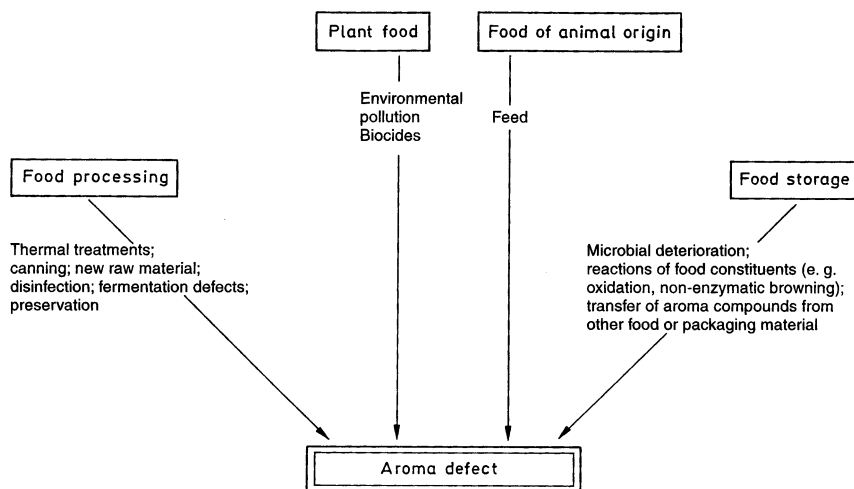 Plant food
Food of animal origin
Environmental
pollution
Biocides
Feed
Food processing
Food storage
Thermal treatments;
canning; new raw material;
disinfection; fermentation defects;
preservation
Microbial deterioration;
reactions of food constituents (e. g.
oxidation, non-enzymatic browning);
transfer of aroma compounds from
other food or packaging material
Aroma defect